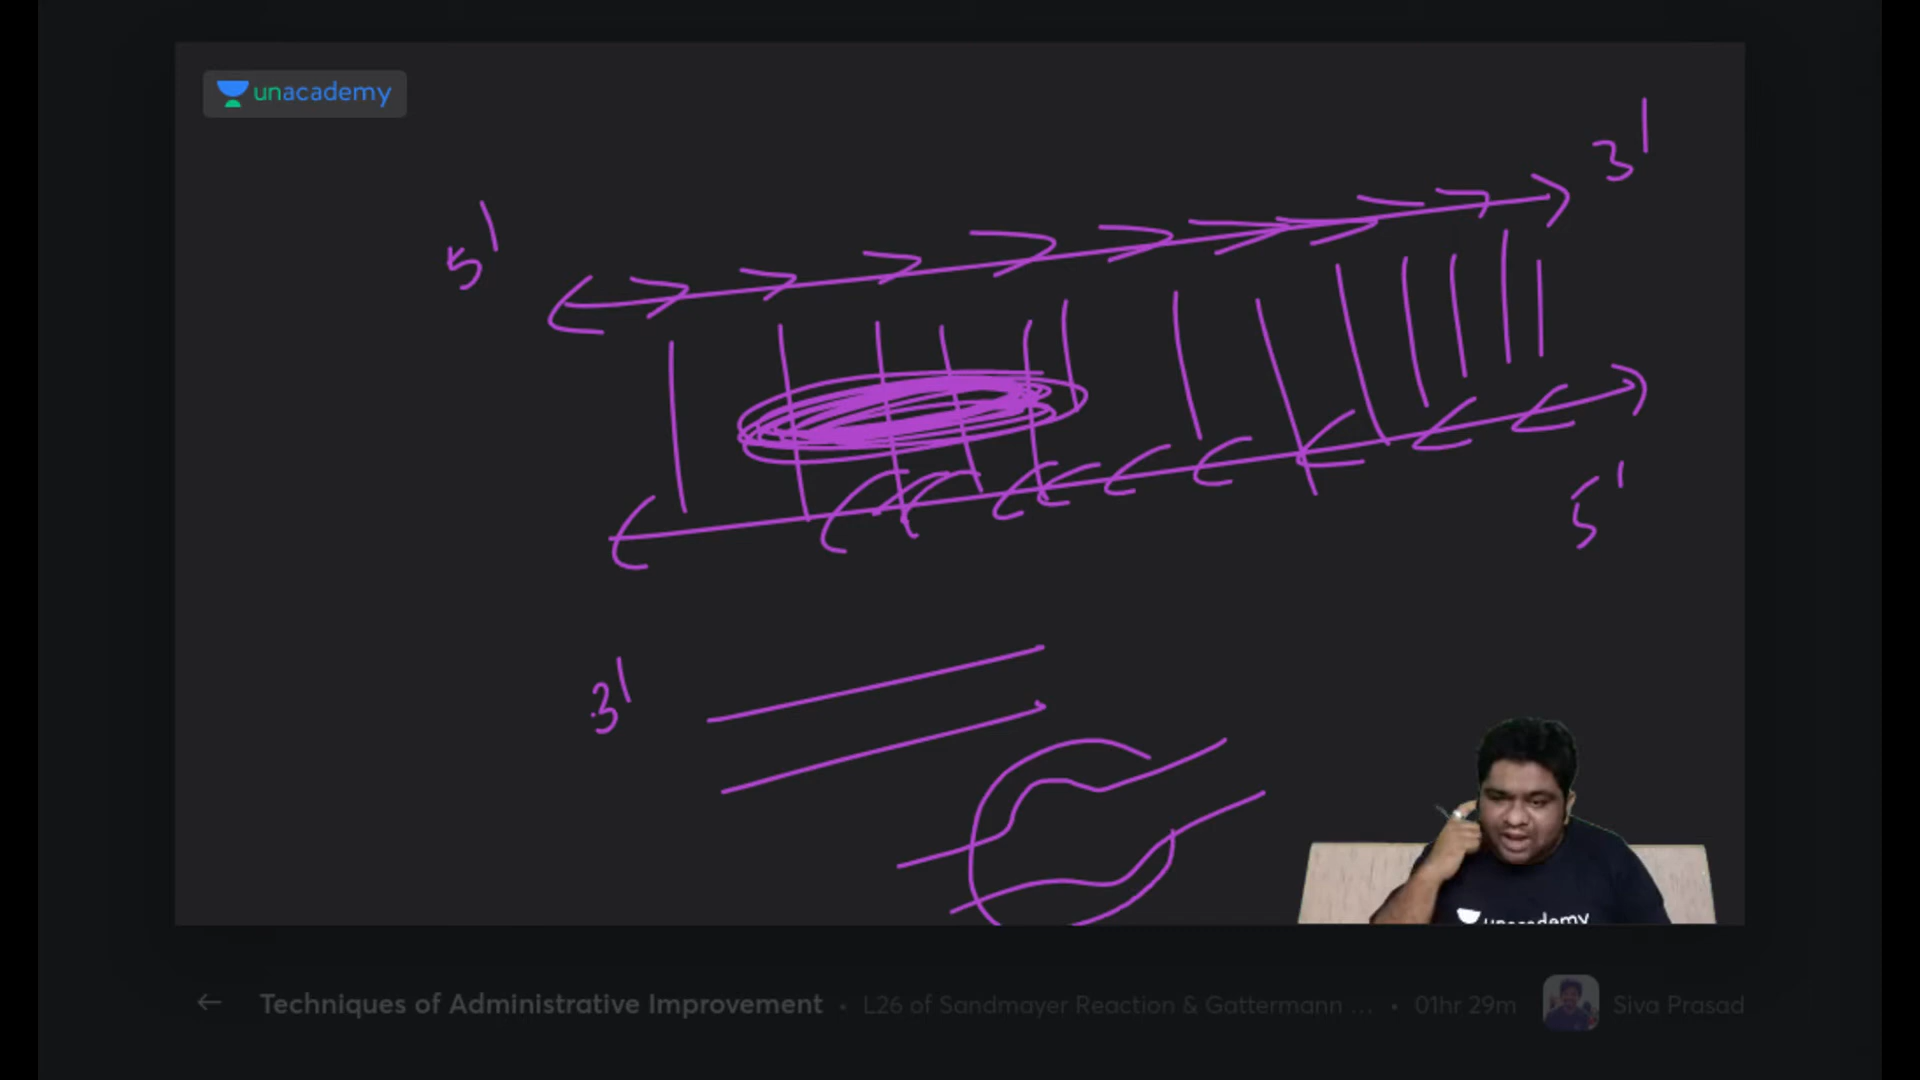 unacademy
3'
5'
5'
3'
unacademy
← Techniques of Administrative Improvement • L26 of Sandmayer Reaction & Gattermann ... • 01hr 29m Siva Prasad